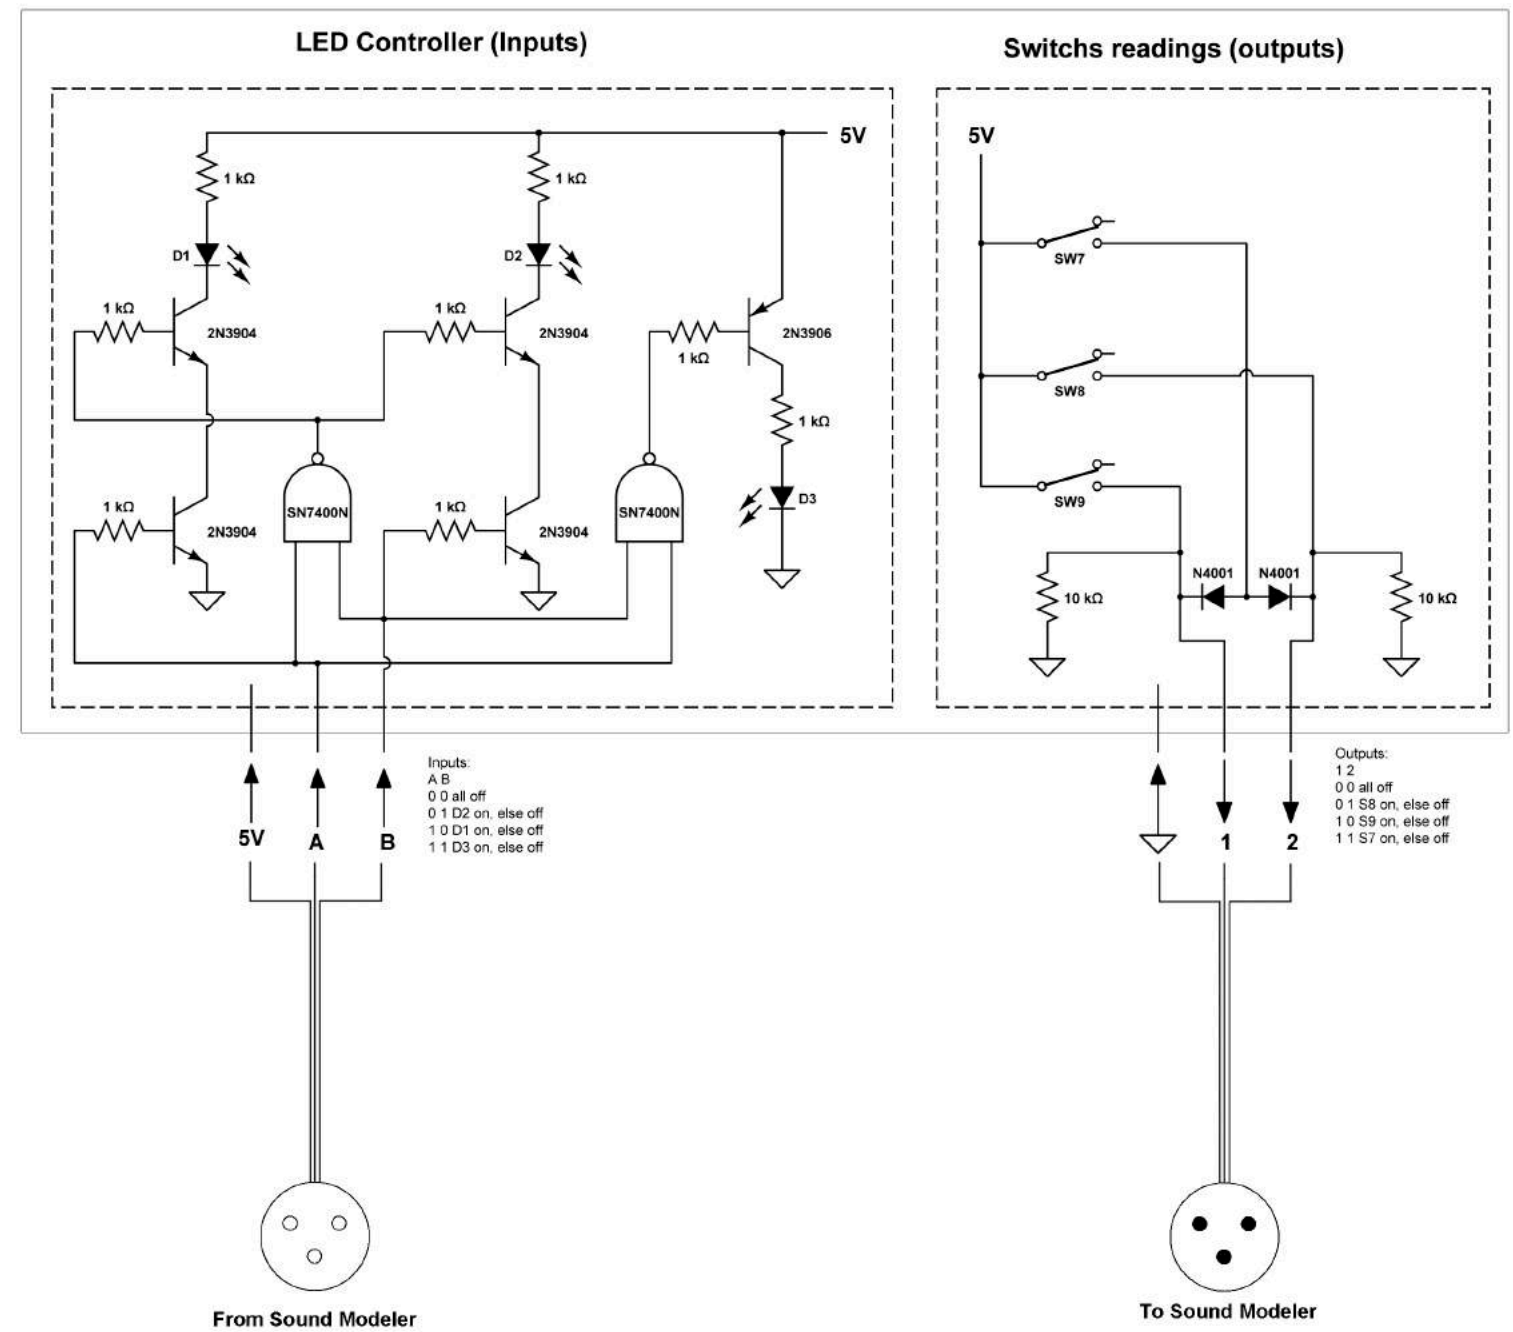 LED Controller (Inputs)
Switchs readings (outputs)
5V
5V
1 kΩ
1 kΩ
D1
D2
SW7
1 kΩ
1 kΩ
2N3904
2N3904
1 kΩ
2N3906
SW8
1 kΩ
SW9
1 kΩ
1 kΩ
SN7400N
SN7400N
D3
2N3904
2N3904
N4001
N4001
10 kΩ
10 kΩ
Inputs:
A B
0 0 all off
0 1 D2 on, else off
1 0 D1 on, else off
1 1 D3 on, else off
Outputs:
1 2
0 0 all off
0 1 S8 on, else off
1 0 S9 on, else off
1 1 S7 on, else off
5V
A
B
1
2
From Sound Modeler
To Sound Modeler